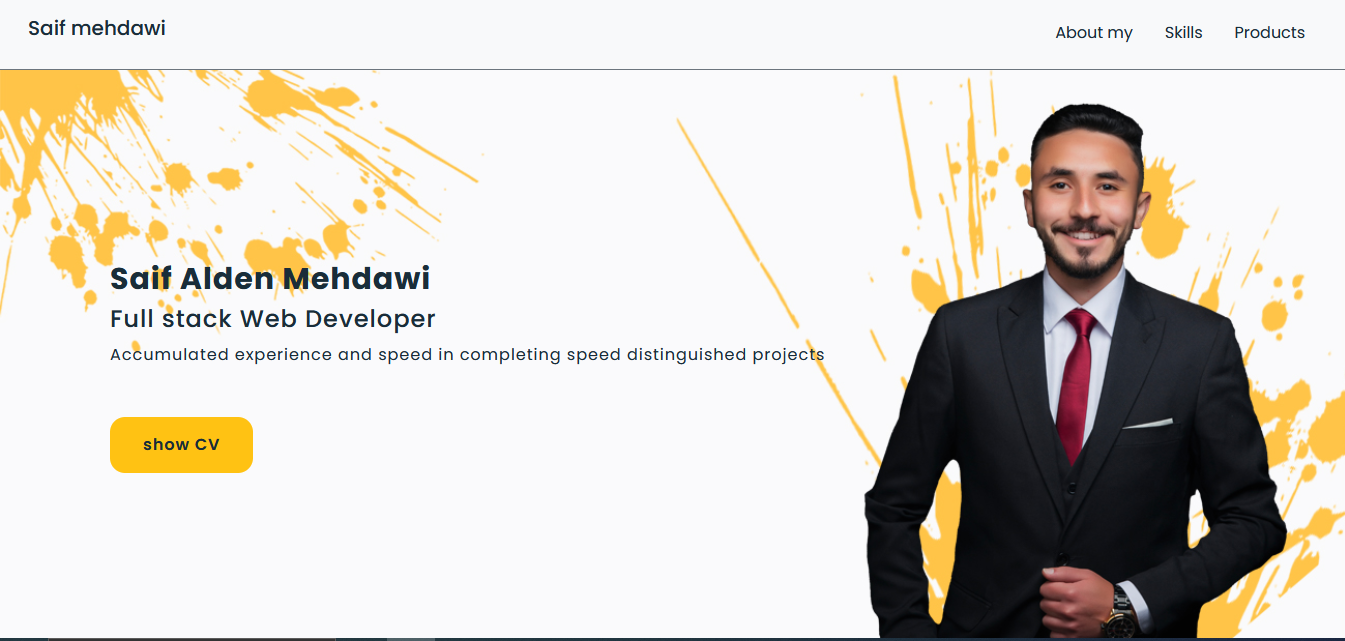 Saif mehdawi
About my Skills Products
Saif Alden Mehdawi
Full stack Web Developer
Accumulated experience and speed in completing speed distinguished projects
show CV